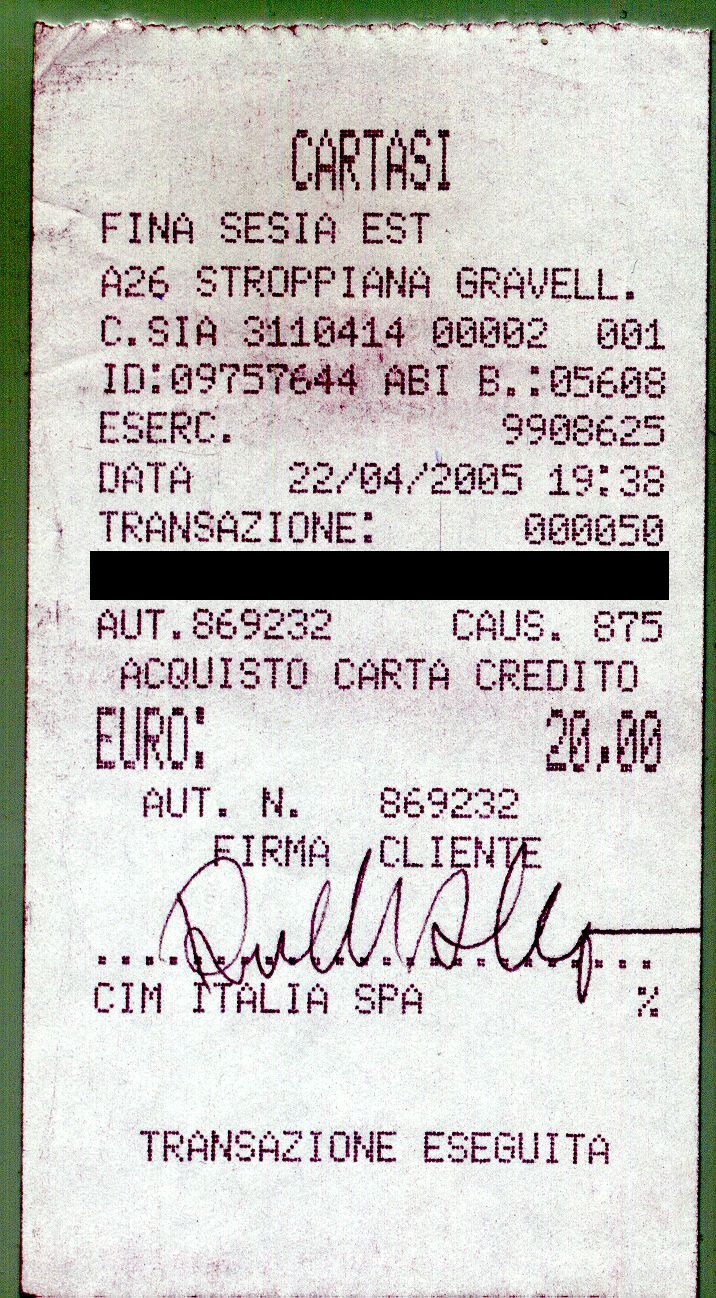 CARTASI
FINA SESIA EST
A26 STROPPIANA GRAVELL.
C.SIA 3110414 00002 001
ID:09757644 ABI B.:05608
ESERC. 9908625
DATA 22/04/2005 19:38
TRANSAZIONE: 000050
AUT.869232 CAUS. 875
ACQUISTO CARTA CREDITO
EURO: 20,00
AUT. N. 869232
FIRMA CLIENTE
........................
CIM ITALIA SPA %
TRANSAZIONE ESEGUITA